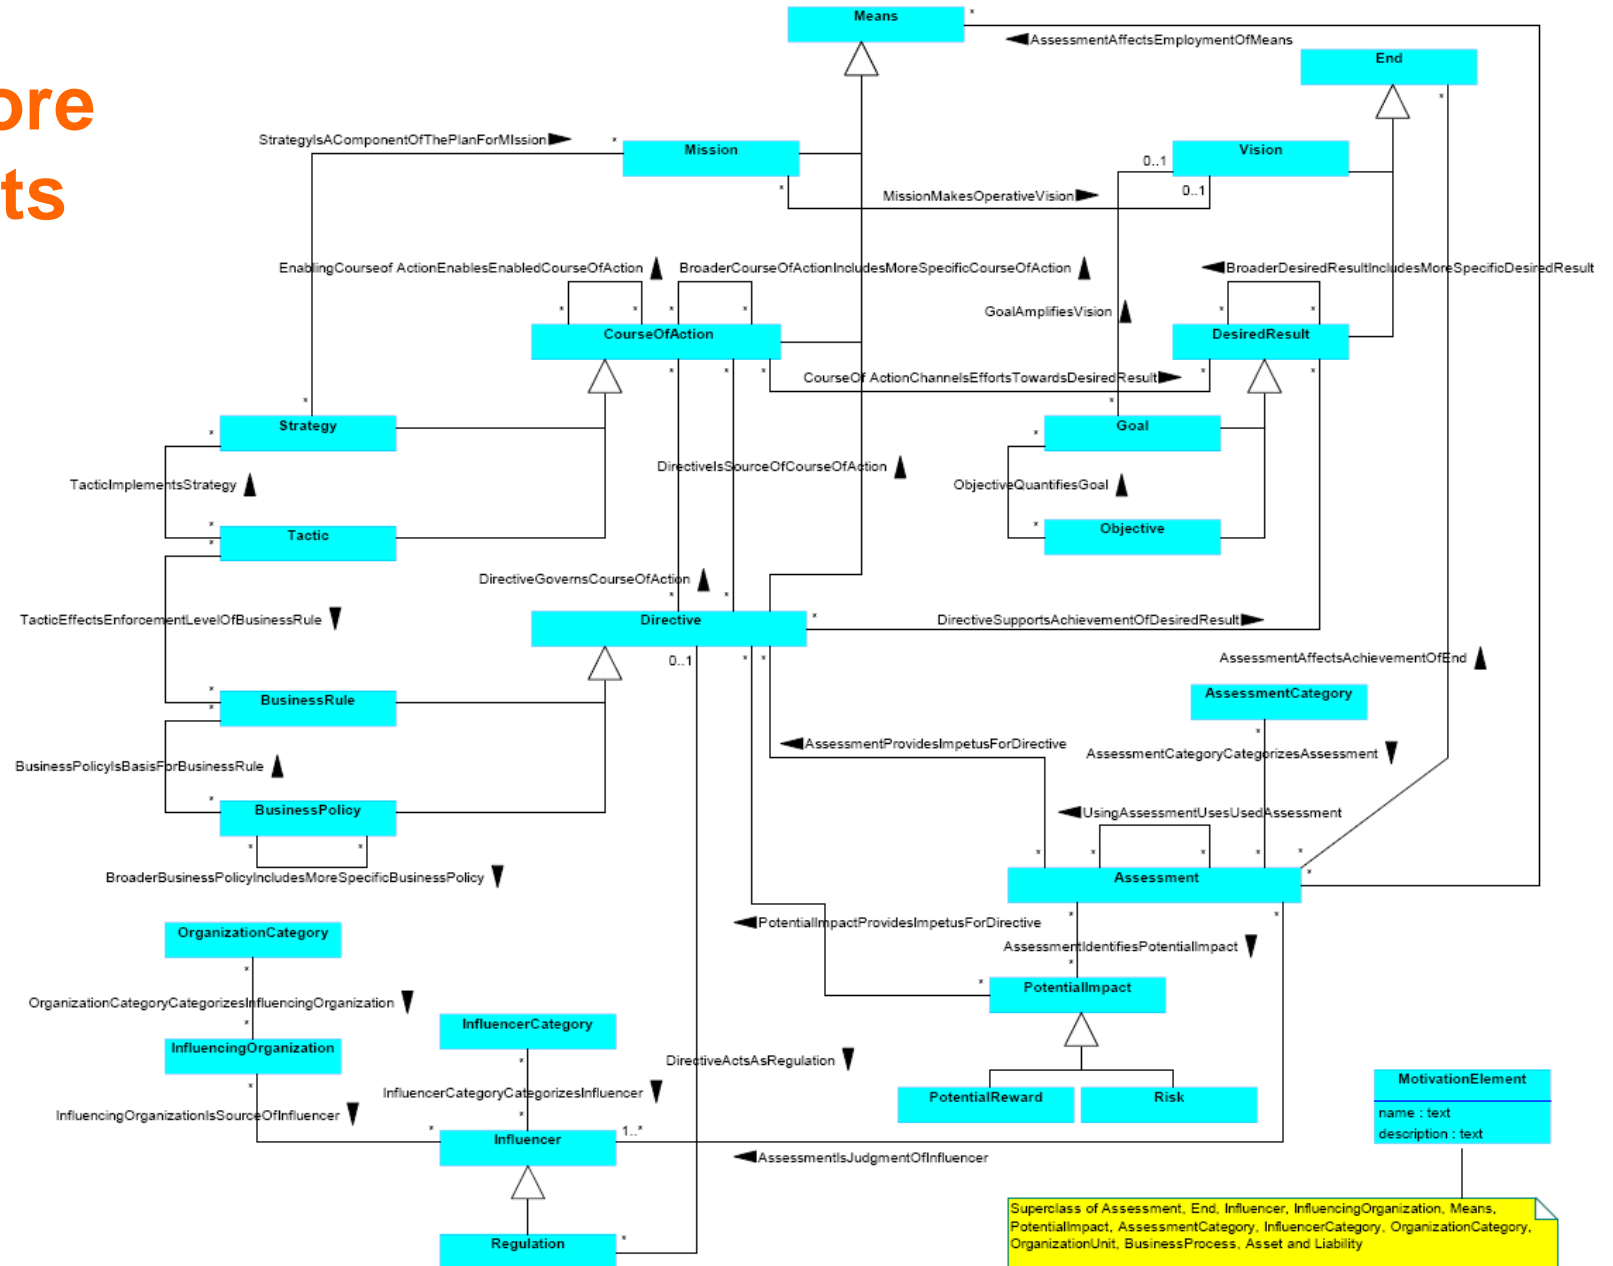 Means
*
AssessmentAffectsEmploymentOfMeans
End
*
ore
ts
StrategyIsAComponentOfThePlanForMIssion
*
Mission
*
0..1
Vision
0..1
MissionMakesOperativeVision
EnablingCourseof ActionEnablesEnabledCourseOfAction
BroaderCourseOfActionIncludesMoreSpecificCourseOfAction
BroaderDesiredResultIncludesMoreSpecificDesiredResult
* * * *
GoalAmplifiesVision
* *
CourseOfAction
DesiredResult
* * *
* *
CourseOf ActionChannelsEffortsTowardsDesiredResult
*
*
*
Strategy
*
Goal
DirectiveIsSourceOfCourseOfAction
TacticImplementsStrategy
ObjectiveQuantifiesGoal
*
*
Tactic
*
Objective
DirectiveGovernsCourseOfAction
* *
TacticEffectsEnforcementLevelOfBusinessRule
Directive
*
DirectiveSupportsAchievementOfDesiredResult
0..1
* *
AssessmentAffectsAchievementOfEnd
*
*
BusinessRule
AssessmentCategory
*
AssessmentProvidesImpetusForDirective
AssessmentCategoryCategorizesAssessment
BusinessPolicyIsBasisForBusinessRule
*
BusinessPolicy
UsingAssessmentUsesUsedAssessment
* *
* * * * *
BroaderBusinessPolicyIncludesMoreSpecificBusinessPolicy
Assessment
*
* *
PotentialImpactProvidesImpetusForDirective
OrganizationCategory
AssessmentIdentifiesPotentialImpact
*
*
*
PotentialImpact
OrganizationCategoryCategorizesInfluencingOrganization
*
InfluencerCategory
InfluencingOrganization
*
DirectiveActsAsRegulation
*
InfluencerCategoryCategorizesInfluencer
PotentialReward
Risk
MotivationElement
name : text
description : text
InfluencingOrganizationIsSourceOfInfluencer
*
*
Influencer
1..*
AssessmentIsJudgmentOfInfluencer
Superclass of Assessment, End, Influencer, InfluencingOrganization, Means,
PotentialImpact, AssessmentCategory, InfluencerCategory, OrganizationCategory,
OrganizationUnit, BusinessProcess, Asset and Liability
Regulation
*